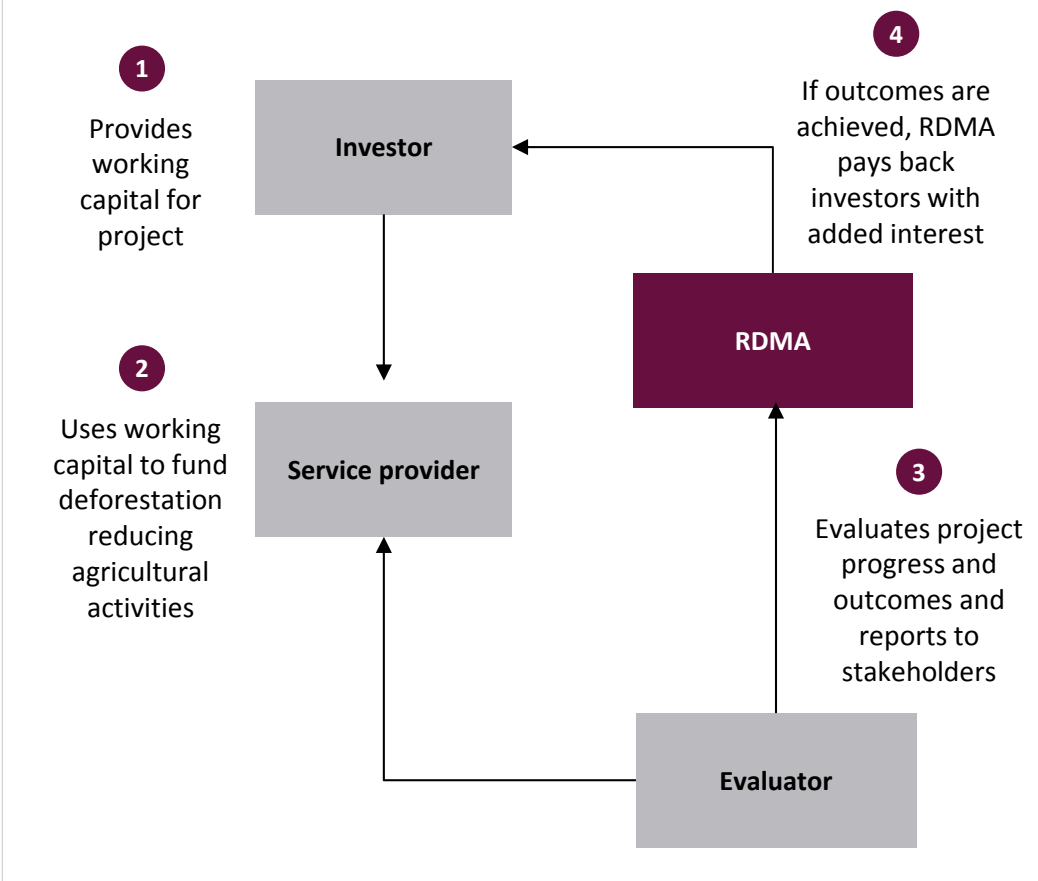 1
Provides
working
capital for
project
Investor
4
If outcomes are
achieved, RDMA
pays back
investors with
added interest
RDMA
2
Uses working
capital to fund
deforestation
reducing
agricultural
activities
Service provider
3
Evaluates project
progress and
outcomes and
reports to
stakeholders
Evaluator